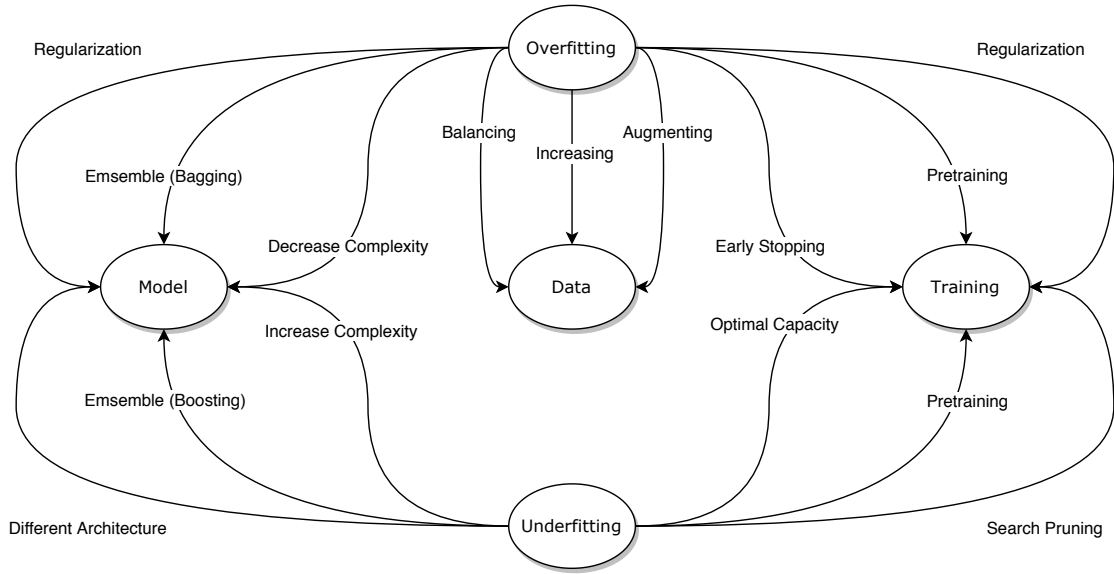 Overfitting
Regularization
Regularization
Balancing
Augmenting
Increasing
Emsemble (Bagging)
Pretraining
Decrease Complexity
Early Stopping
Model
Data
Training
Increase Complexity
Optimal Capacity
Emsemble (Boosting)
Pretraining
Different Architecture
Underfitting
Search Pruning